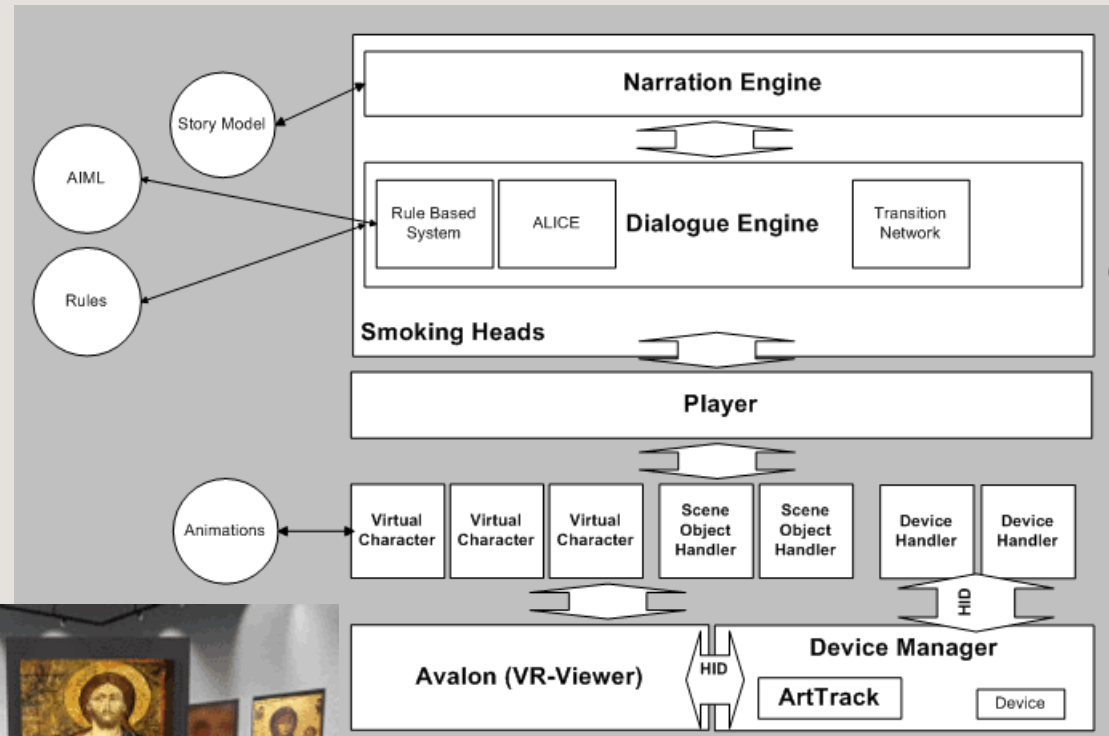 Narration Engine
Story Model
AIML
Rule Based
System
ALICE
Dialogue Engine
Transition
Network
Rules
Smoking Heads
Player
Animations
Virtual
Character
Virtual
Character
Virtual
Character
Scene
Object
Handler
Scene
Object
Handler
Device
Handler
Device
Handler
HID
Avalon (VR-Viewer)
HID
Device Manager
ArtTrack
Device